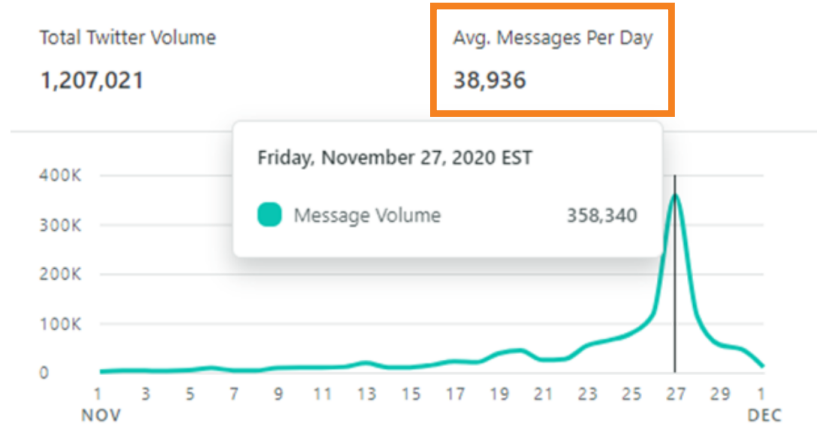 Total Twitter Volume
1,207,021
Avg. Messages Per Day
38,936
Friday, November 27, 2020 EST
Message Volume 358,340
400K
300K
200K
100K
0
1 3 5 7 9 11 13 15 17 19 21 23 25 27 29 1
NOV DEC